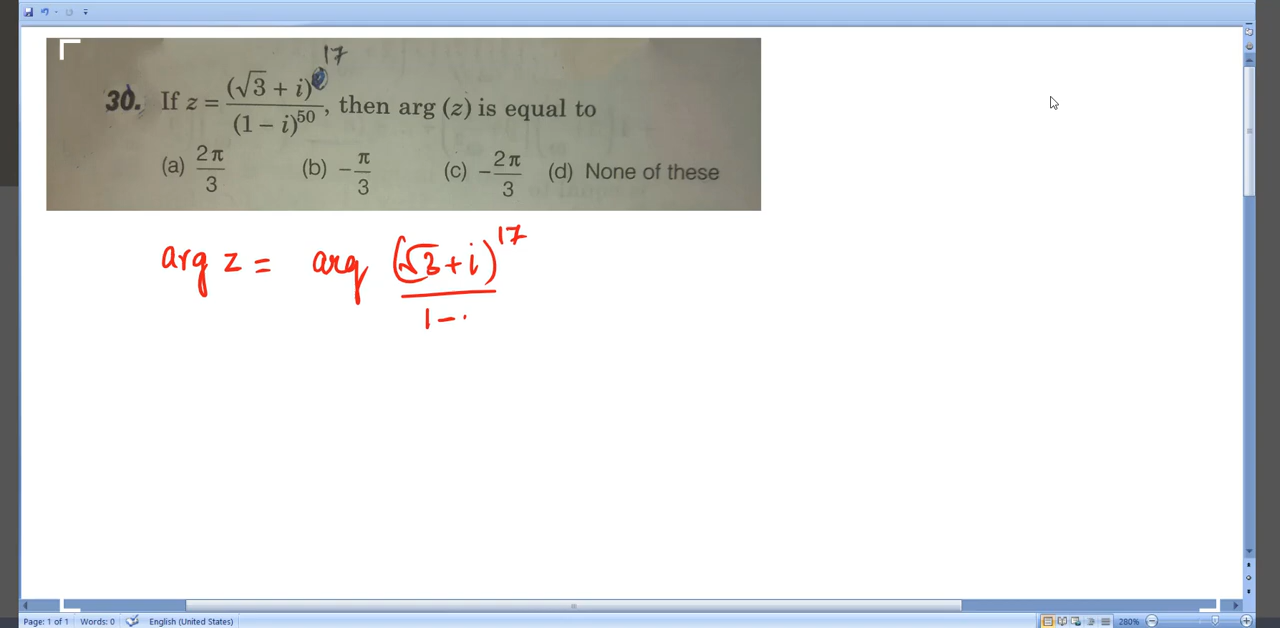 17
30. If z = (√3 + i) / (1 − i)^50, then arg (z) is equal to
(a) 2π/3 (b) −π/3 (c) −2π/3 (d) None of these
arg z = arg (√3 + i)^17 / 1 − .
Page: 1 of 1 Words: 0 English (United States) 280%